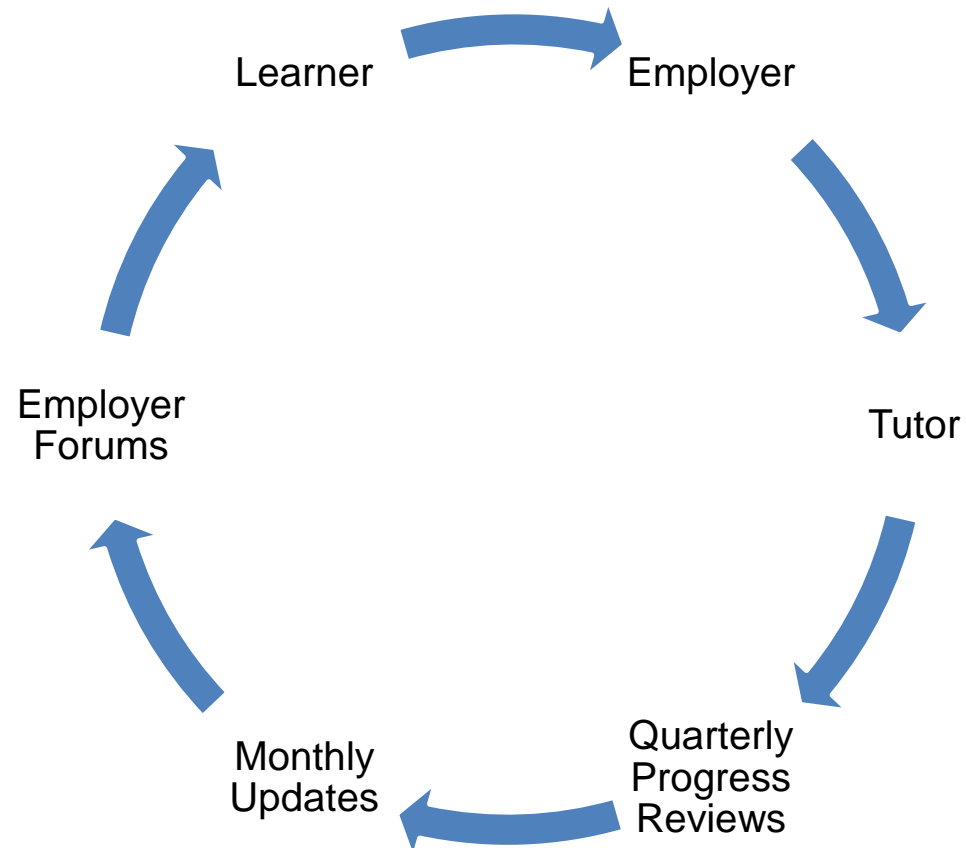 Learner
Employer
Tutor
Quarterly
Progress
Reviews
Monthly
Updates
Employer
Forums